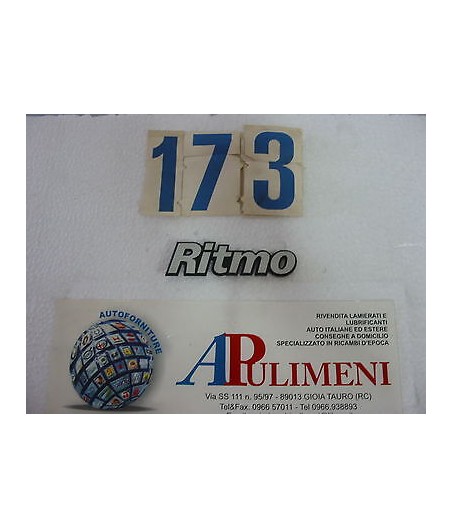 173
Ritmo
AUTOFORNITURE
RIVENDITA LAMIERATI E
LUBRIFICANTI
AUTO ITALIANE ED ESTERE
CONSEGNE A DOMICILIO
SPECIALIZZATO IN RICAMBI D'EPOCA
APULIMENI
Via SS 111 n. 95/97 - 89013 GIOIA TAURO (RC)
Tel&Fax: 0966 57011 - Tel 0966.938893